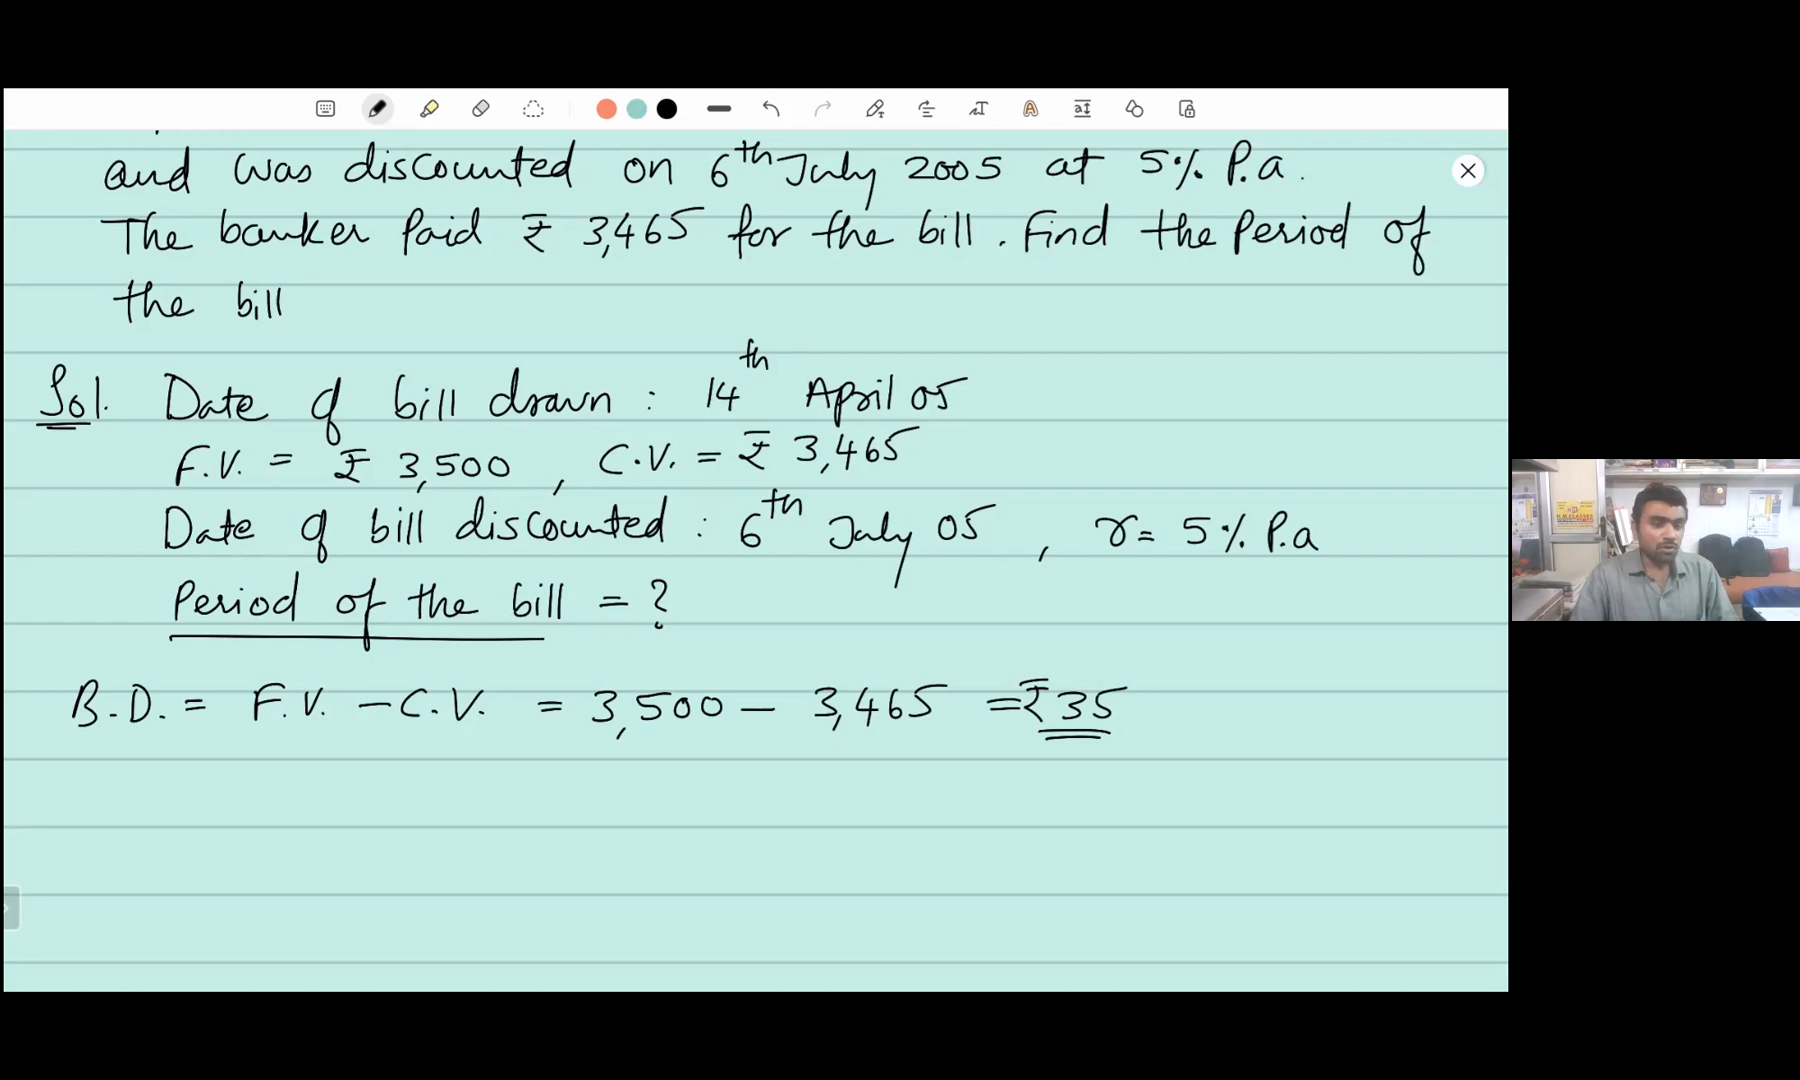 and was discounted on 6th July 2005 at 5% P.a.
The banker Paid ₹ 3,465 for the bill. Find the Period of
the bill
Sol. Date of bill drawn : 14th April 05
F.V. = ₹ 3,500 , C.V. = ₹ 3,465
Date of bill discounted : 6th July 05 , r = 5% P.a
Period of the bill = ?
B.D. = F.V. - C.V. = 3,500 - 3,465 = ₹35